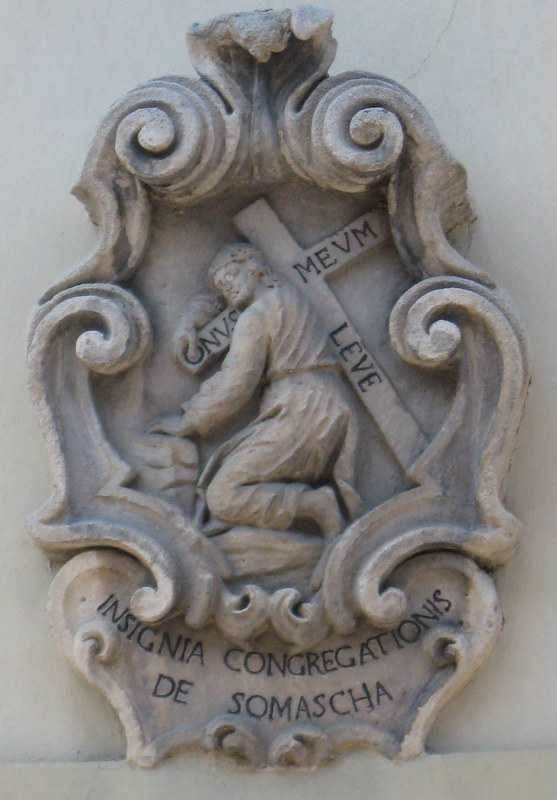 ONVS MEVM
LEVE
INSIGNIA CONGREGATIONIS
DE SOMASCHA